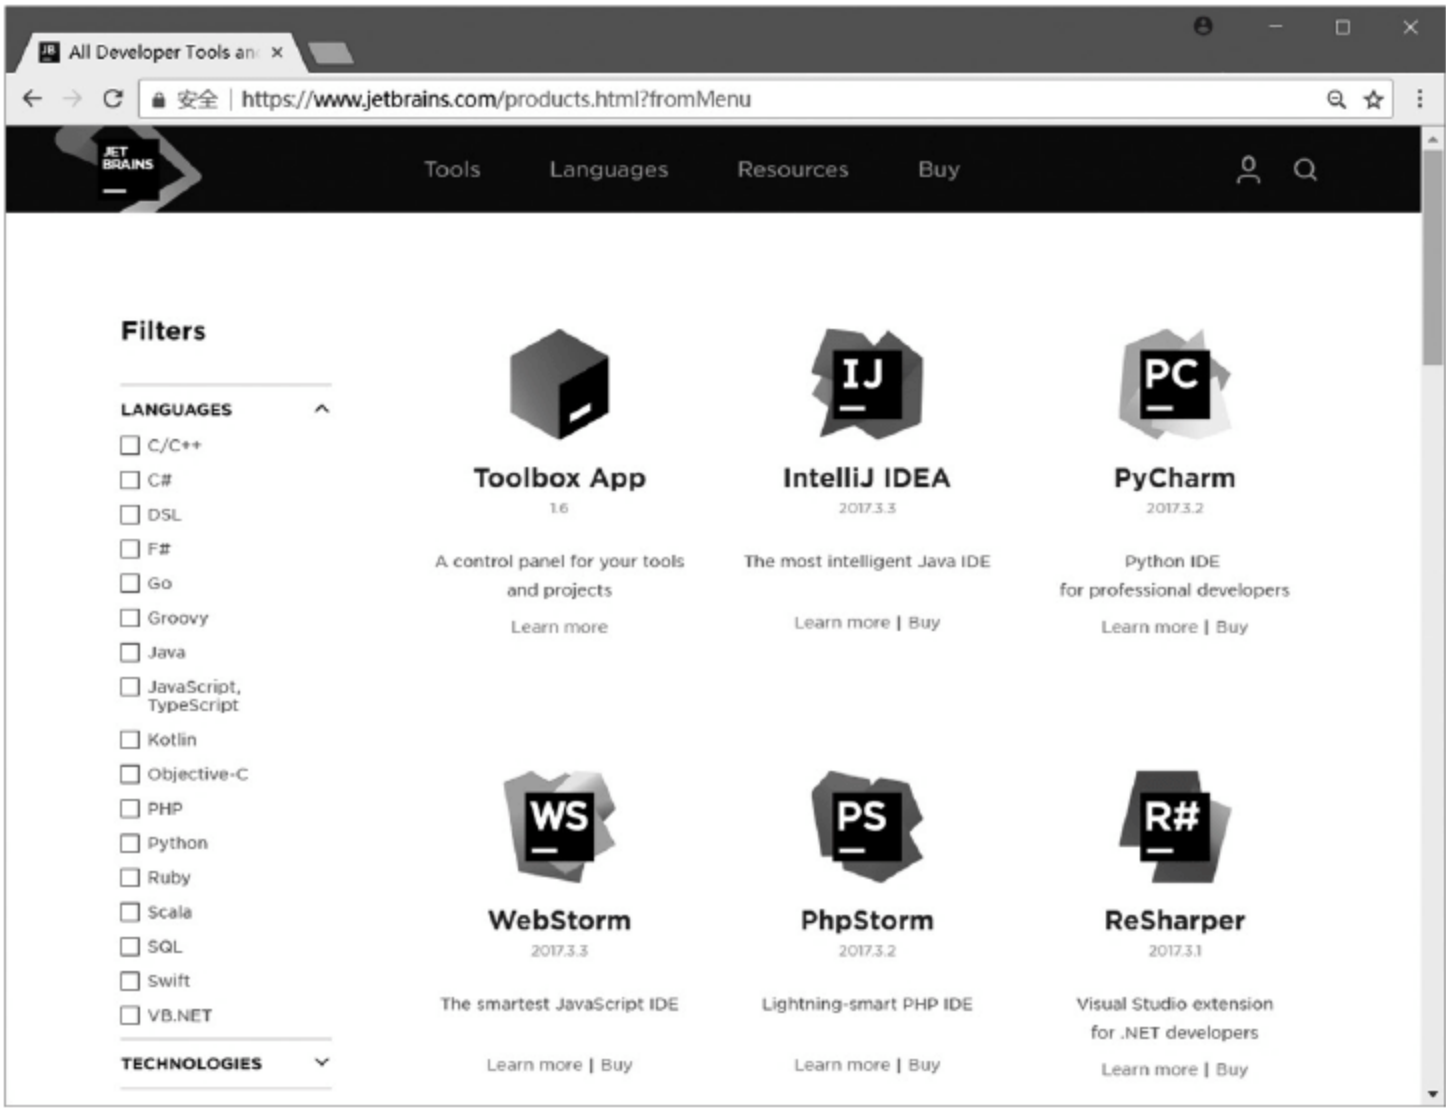 JB All Developer Tools an
安全 https://www.jetbrains.com/products.html?fromMenu
JET
BRAINS
Tools Languages Resources Buy
Filters
LANGUAGES
C/C++
C#
DSL
F#
Go
Groovy
Java
JavaScript,
TypeScript
Kotlin
Objective-C
PHP
Python
Ruby
Scala
SQL
Swift
VB.NET
TECHNOLOGIES
Toolbox App
1.6
A control panel for your tools
and projects
Learn more
IJ
IntelliJ IDEA
2017.3.3
The most intelligent Java IDE
Learn more | Buy
PC
PyCharm
2017.3.2
Python IDE
for professional developers
Learn more | Buy
WS
WebStorm
2017.3.3
The smartest JavaScript IDE
Learn more | Buy
PS
PhpStorm
2017.3.2
Lightning-smart PHP IDE
Learn more | Buy
R#
ReSharper
2017.3.1
Visual Studio extension
for .NET developers
Learn more | Buy